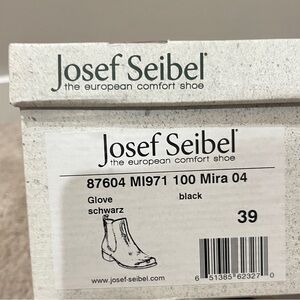 Josef Seibel
the european comfort shoe
Josef Seibel
the european comfort shoe
87604 MI971 100 Mira 04
Glove black
schwarz
39
www.josef-seibel.com
6 51385 62327 0